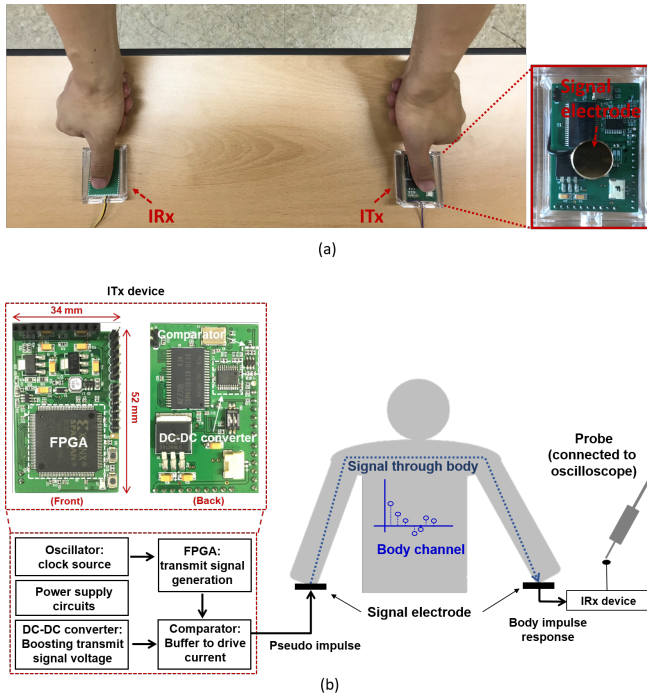 Signal
electrode
IRx
ITx
(a)
ITx device
34 mm
52 mm
FPGA
(Front)
Comparator
DC-DC converter
(Back)
Oscillator:
clock source
FPGA:
transmit signal
generation
Power supply
circuits
DC-DC converter:
Boosting transmit
signal voltage
Comparator:
Buffer to drive
current
Pseudo impulse
Signal through body
Body channel
Signal electrode
Probe
(connected to
oscilloscope)
IRx device
Body impulse
response
(b)